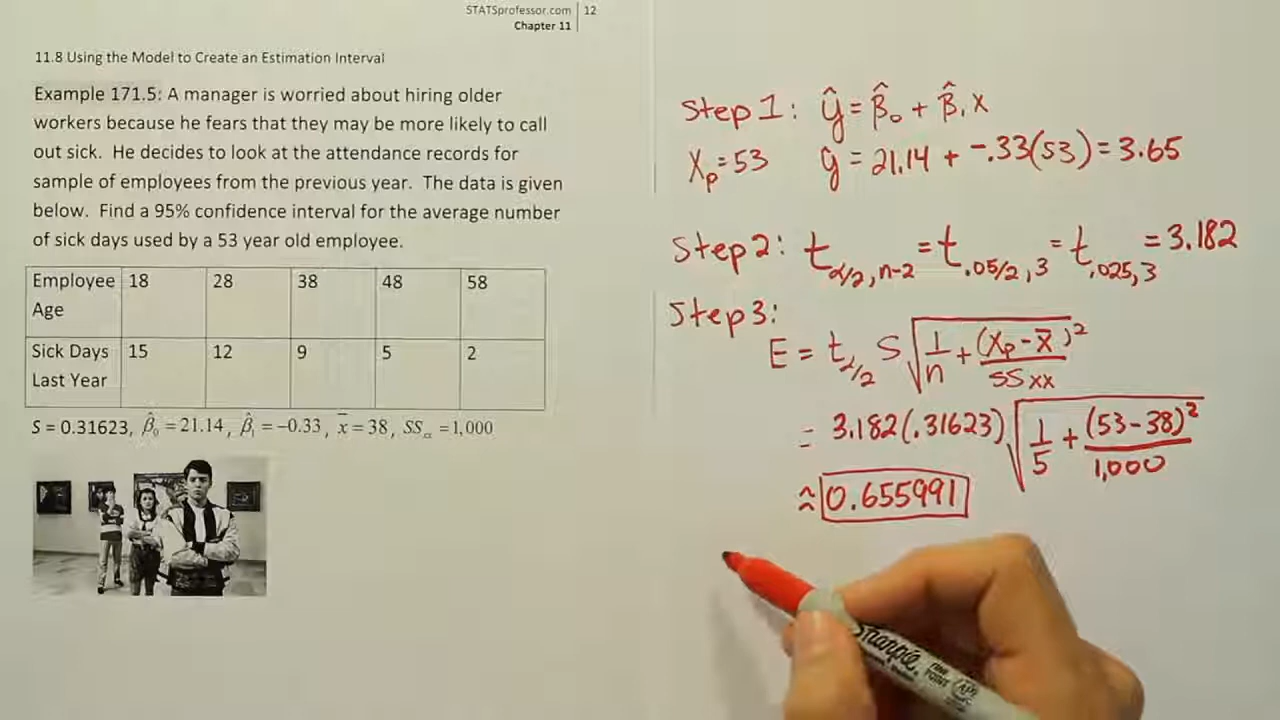 STATSprofessor.com | 12
Chapter 11
11.8 Using the Model to Create an Estimation Interval
Example 171.5: A manager is worried about hiring older
workers because he fears that they may be more likely to call
out sick. He decides to look at the attendance records for
sample of employees from the previous year. The data is given
below. Find a 95% confidence interval for the average number
of sick days used by a 53 year old employee.
Employee Age 18 28 38 48 58
Sick Days Last Year 15 12 9 5 2
S = 0.31623, β̂₀ = 21.14, β̂₁ = −0.33, x̄ = 38, SSₓₓ = 1,000
Step 1: ŷ = β̂₀ + β̂₁x
Xₚ = 53 ŷ = 21.14 + -.33(53) = 3.65
Step 2: t α/2, n-2 = t .05/2, 3 = t .025, 3 = 3.182
Step 3:
E = t α/2 S √(1/n + (Xₚ - x̄)²/SSxx)
= 3.182(.31623) √(1/5 + (53-38)²/1,000)
≈ 0.655991
Sharpie
FINE POINT
AP